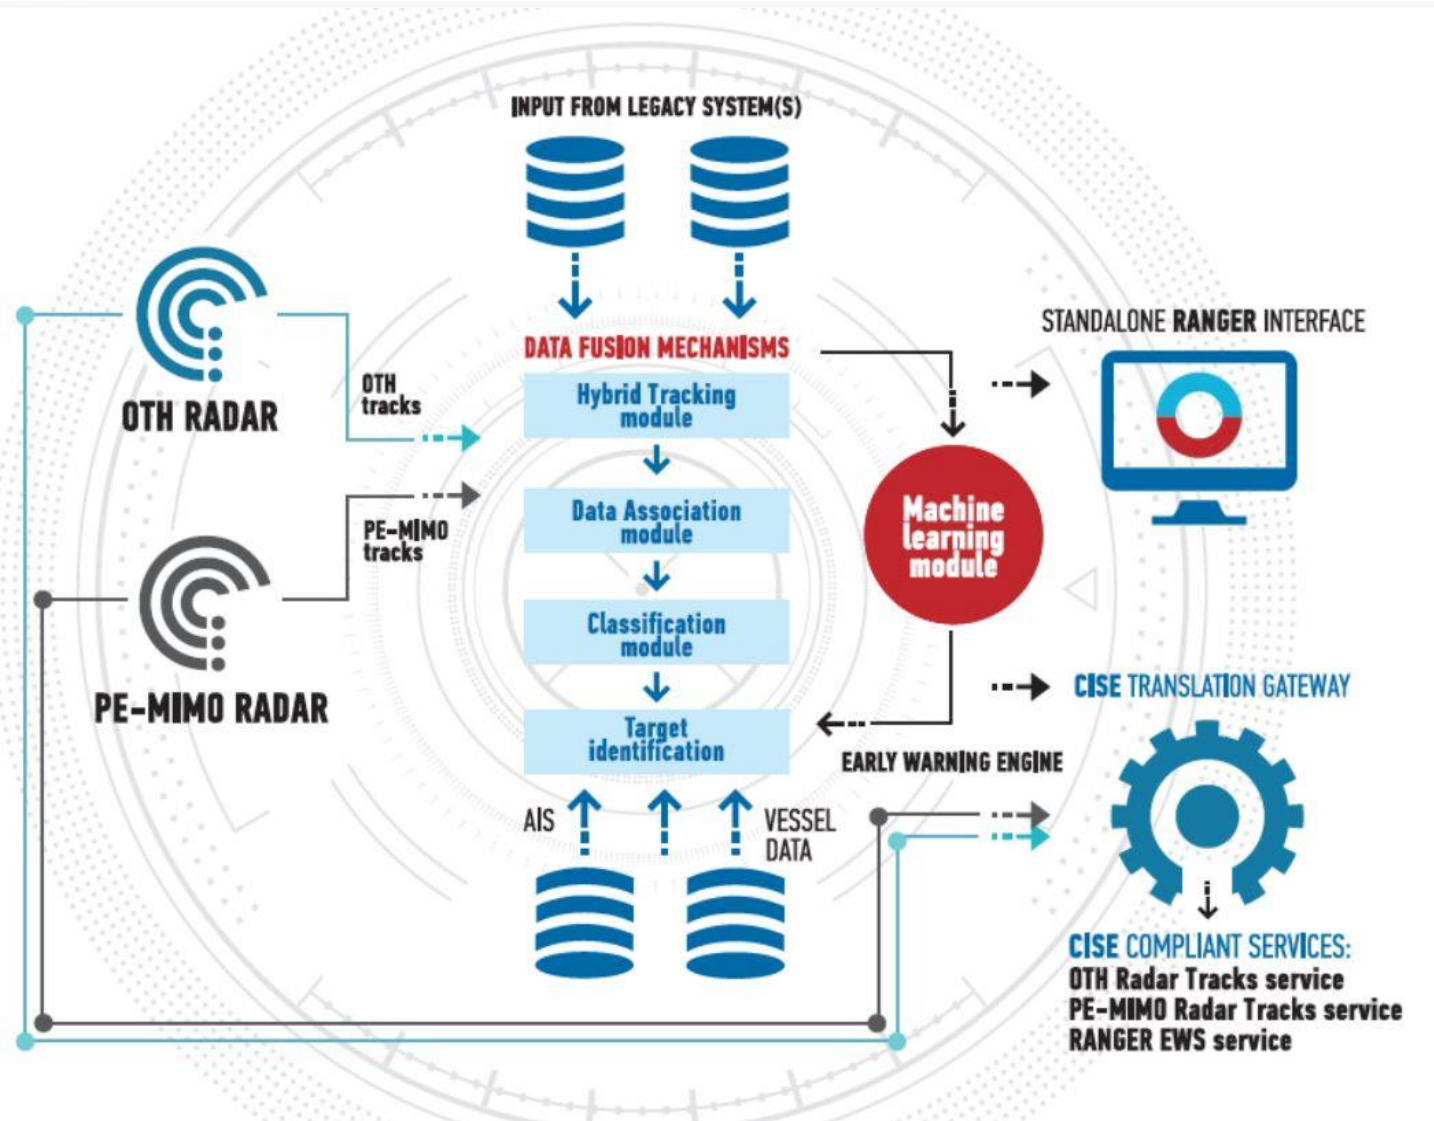 INPUT FROM LEGACY SYSTEM(S)
OTH RADAR
OTH
tracks
PE-MIMO
tracks
PE-MIMO RADAR
DATA FUSION MECHANISMS
Hybrid Tracking
module
Data Association
module
Classification
module
Target
identification
AIS
VESSEL
DATA
Machine
learning
module
EARLY WARNING ENGINE
STANDALONE RANGER INTERFACE
CISE TRANSLATION GATEWAY
CISE COMPLIANT SERVICES:
OTH Radar Tracks service
PE-MIMO Radar Tracks service
RANGER EWS service